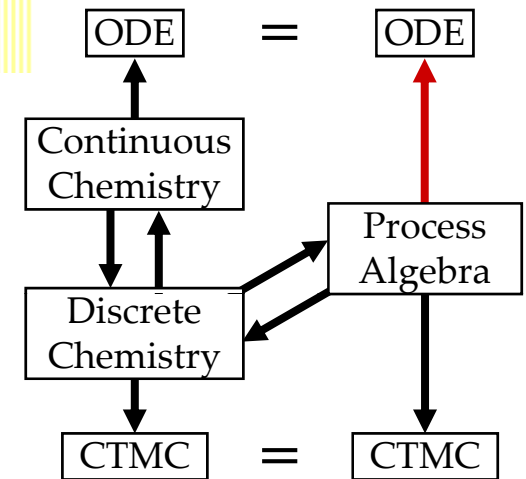 ODE = ODE
Continuous
Chemistry
Process
Algebra
Discrete
Chemistry
CTMC = CTMC